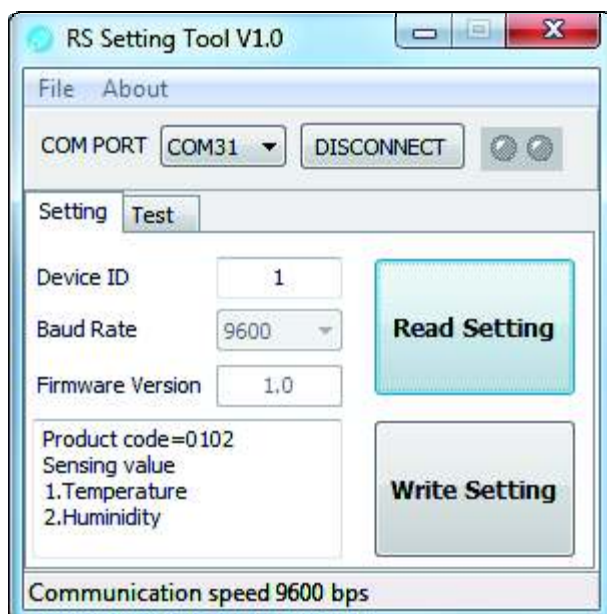 RS Setting Tool V1.0
File About
COM PORT COM31 DISCONNECT
Setting Test
Device ID 1
Baud Rate 9600
Firmware Version 1.0
Read Setting
Product code=0102
Sensing value
1.Temperature
2.Huminidity
Write Setting
Communication speed 9600 bps